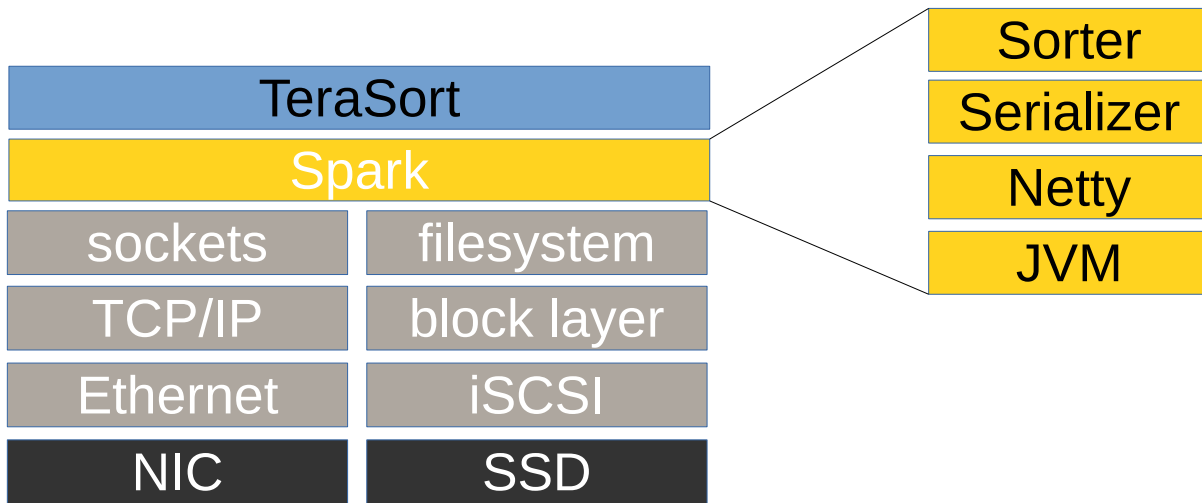 TeraSort
Spark
sockets
filesystem
TCP/IP
block layer
Ethernet
iSCSI
NIC
SSD
Sorter
Serializer
Netty
JVM